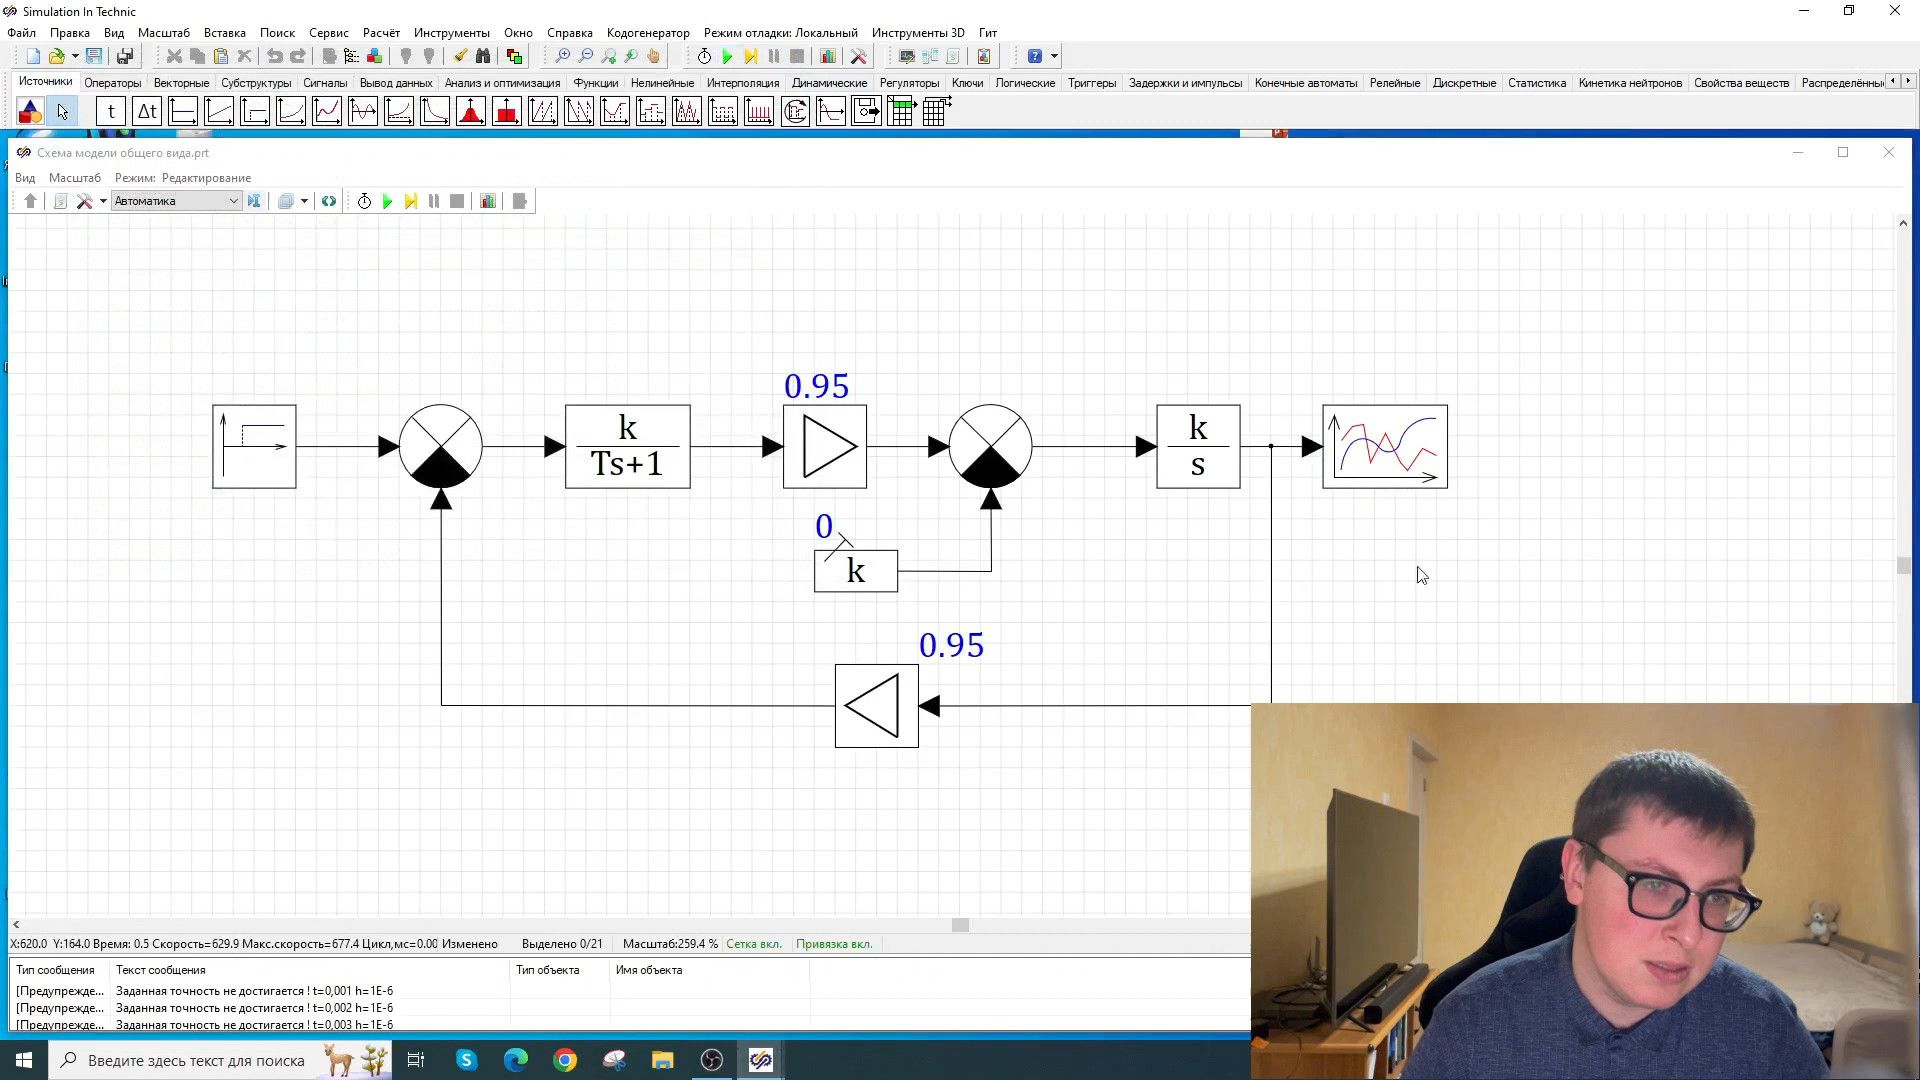 Simulation In Technic
Файл Правка Вид Масштаб Вставка Поиск Сервис Расчёт Инструменты Окно Справка Кодогенератор Режим отладки: Локальный Инструменты 3D Гит
Источники Операторы Векторные Субструктуры Сигналы Вывод данных Анализ и оптимизация Функции Нелинейные Интерполяция Динамические Регуляторы Ключи Логические Триггеры Задержки и импульсы Конечные автоматы Релейные Дискретные Статистика Кинетика нейтронов Свойства веществ Распределённы
t Δt
Схема модели общего вида.prt
Вид Масштаб Режим: Редактирование
Автоматика
0.95
k
Ts+1
k
s
0
k
0.95
X:620.0 Y:164.0 Время: 0.5 Скорость=629.9 Макс.скорость=677.4 Цикл,мс=0.00 Изменено Выделено 0/21 Масштаб:259.4 % Сетка вкл. Привязка вкл.
Тип сообщения Текст сообщения Тип объекта Имя объекта
[Предупрежде... Заданная точность не достигается ! t=0,001 h=1E-6
[Предупрежде... Заданная точность не достигается ! t=0,002 h=1E-6
[Предупрежде... Заданная точность не достигается ! t=0,003 h=1E-6
Введите здесь текст для поиска